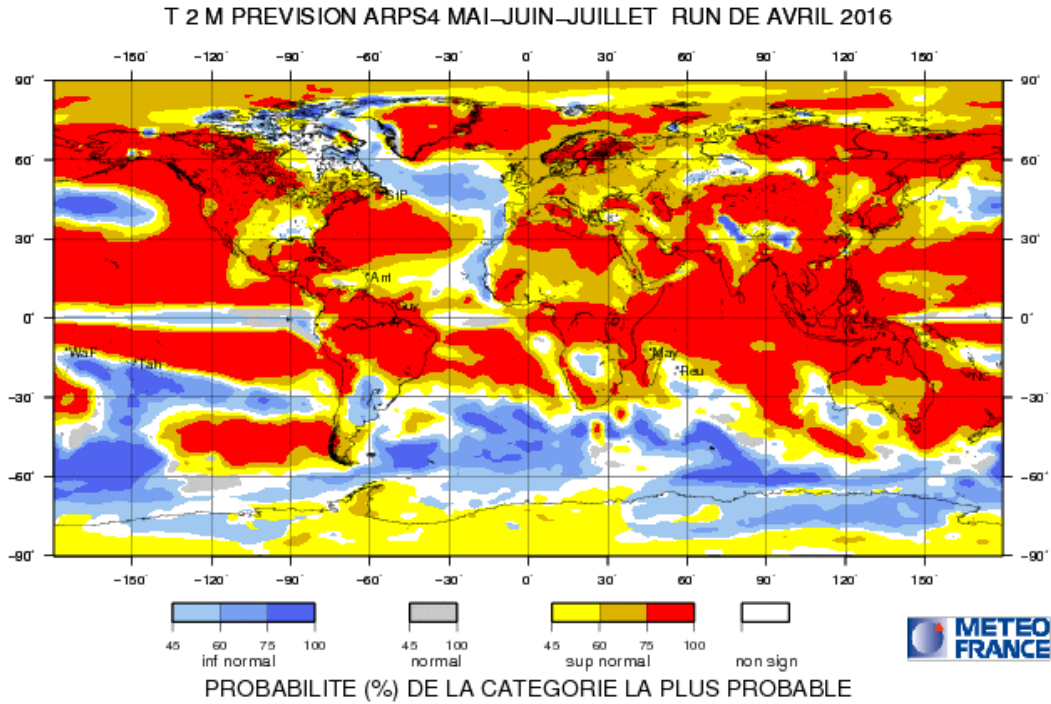 T 2 M PREVISION ARPS4 MAI-JUIN-JUILLET RUN DE AVRIL 2016
-150° -120° -90° -60° -30° 0° 30° 60° 90° 120° 150°
90° 90°
60° 60°
StP
30° 30°
Ant
0° 0°
WaF May
Tah Reu NC
-30° -30°
-60° -60°
-90° -90°
-150° -120° -90° -60° -30° 0° 30° 60° 90° 120° 150°
45 60 75 100 45 100 45 60 75 100
inf normal normal sup normal non sign
METEO
FRANCE
PROBABILITE (%) DE LA CATEGORIE LA PLUS PROBABLE